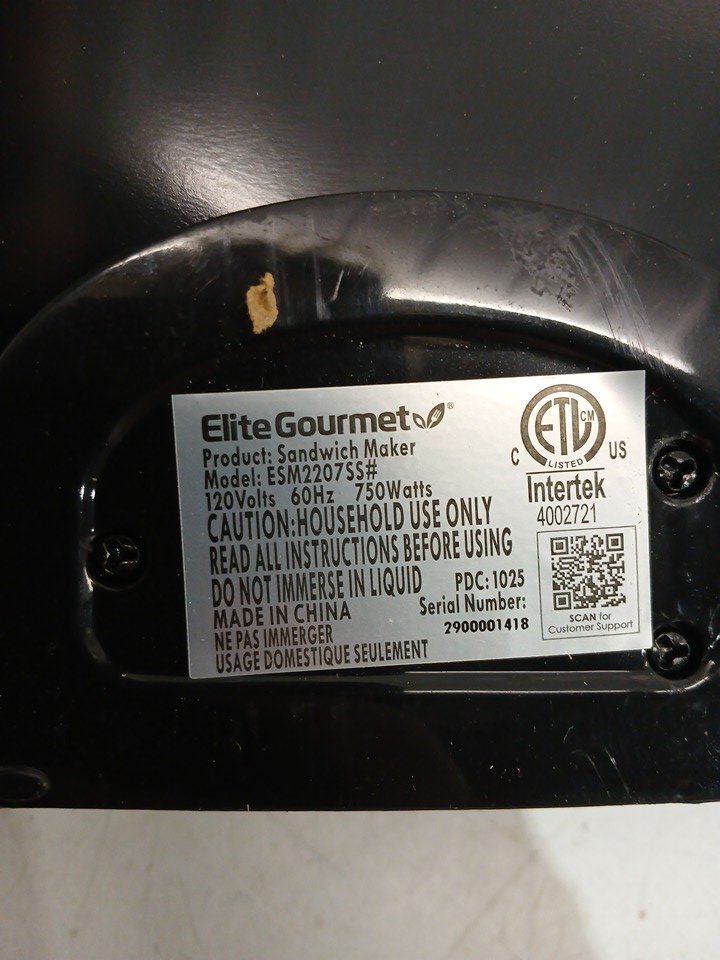 Elite Gourmet®
Product: Sandwich Maker
Model: ESM2207SS#
120Volts 60Hz 750Watts
CAUTION:HOUSEHOLD USE ONLY
READ ALL INSTRUCTIONS BEFORE USING
DO NOT IMMERSE IN LIQUID
MADE IN CHINA
NE PAS IMMERGER
USAGE DOMESTIQUE SEULEMENT
PDC: 1025
Serial Number:
2900001418
ETL CM
C US
LISTED
Intertek
4002721
SCAN for
Customer Support